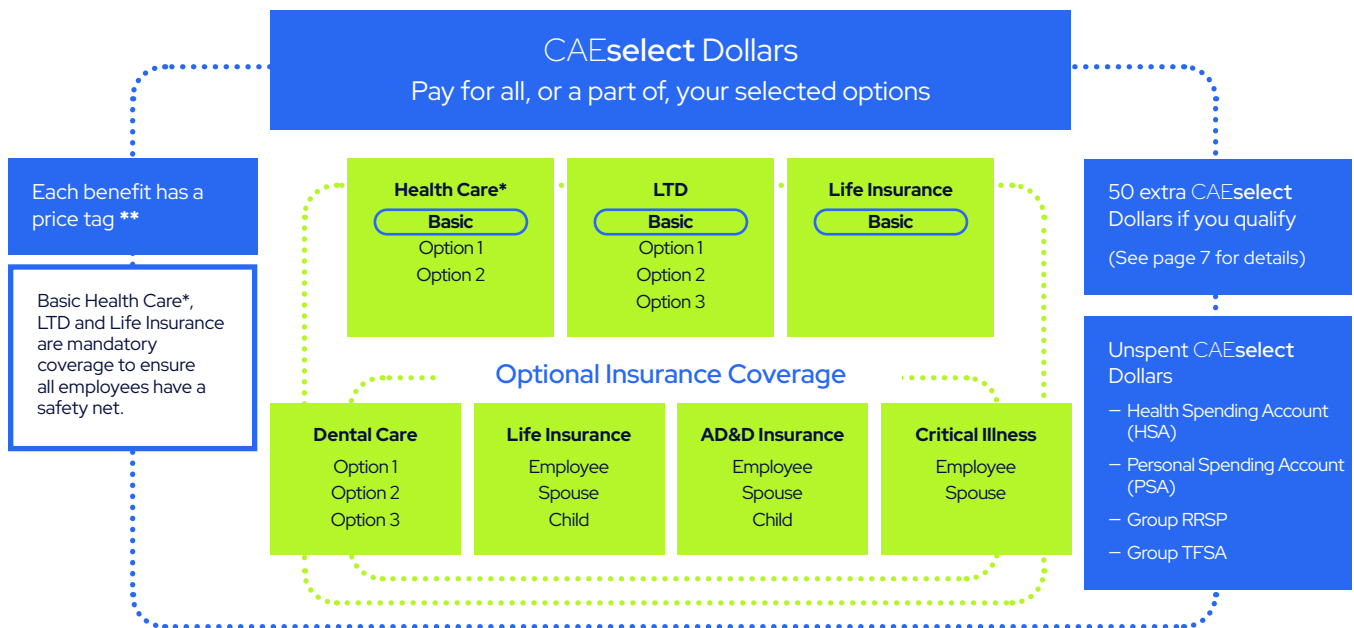 CAEselect Dollars
Pay for all, or a part of, your selected options
Each benefit has a
price tag **
Basic Health Care*,
LTD and Life Insurance
are mandatory
coverage to ensure
all employees have a
safety net.
Health Care*
Basic
Option 1
Option 2
LTD
Basic
Option 1
Option 2
Option 3
Life Insurance
Basic
50 extra CAEselect
Dollars if you qualify
(See page 7 for details)
Unspent CAEselect
Dollars
– Health Spending Account
(HSA)
– Personal Spending Account
(PSA)
– Group RRSP
– Group TFSA
Optional Insurance Coverage
Dental Care
Option 1
Option 2
Option 3
Life Insurance
Employee
Spouse
Child
AD&D Insurance
Employee
Spouse
Child
Critical Illness
Employee
Spouse